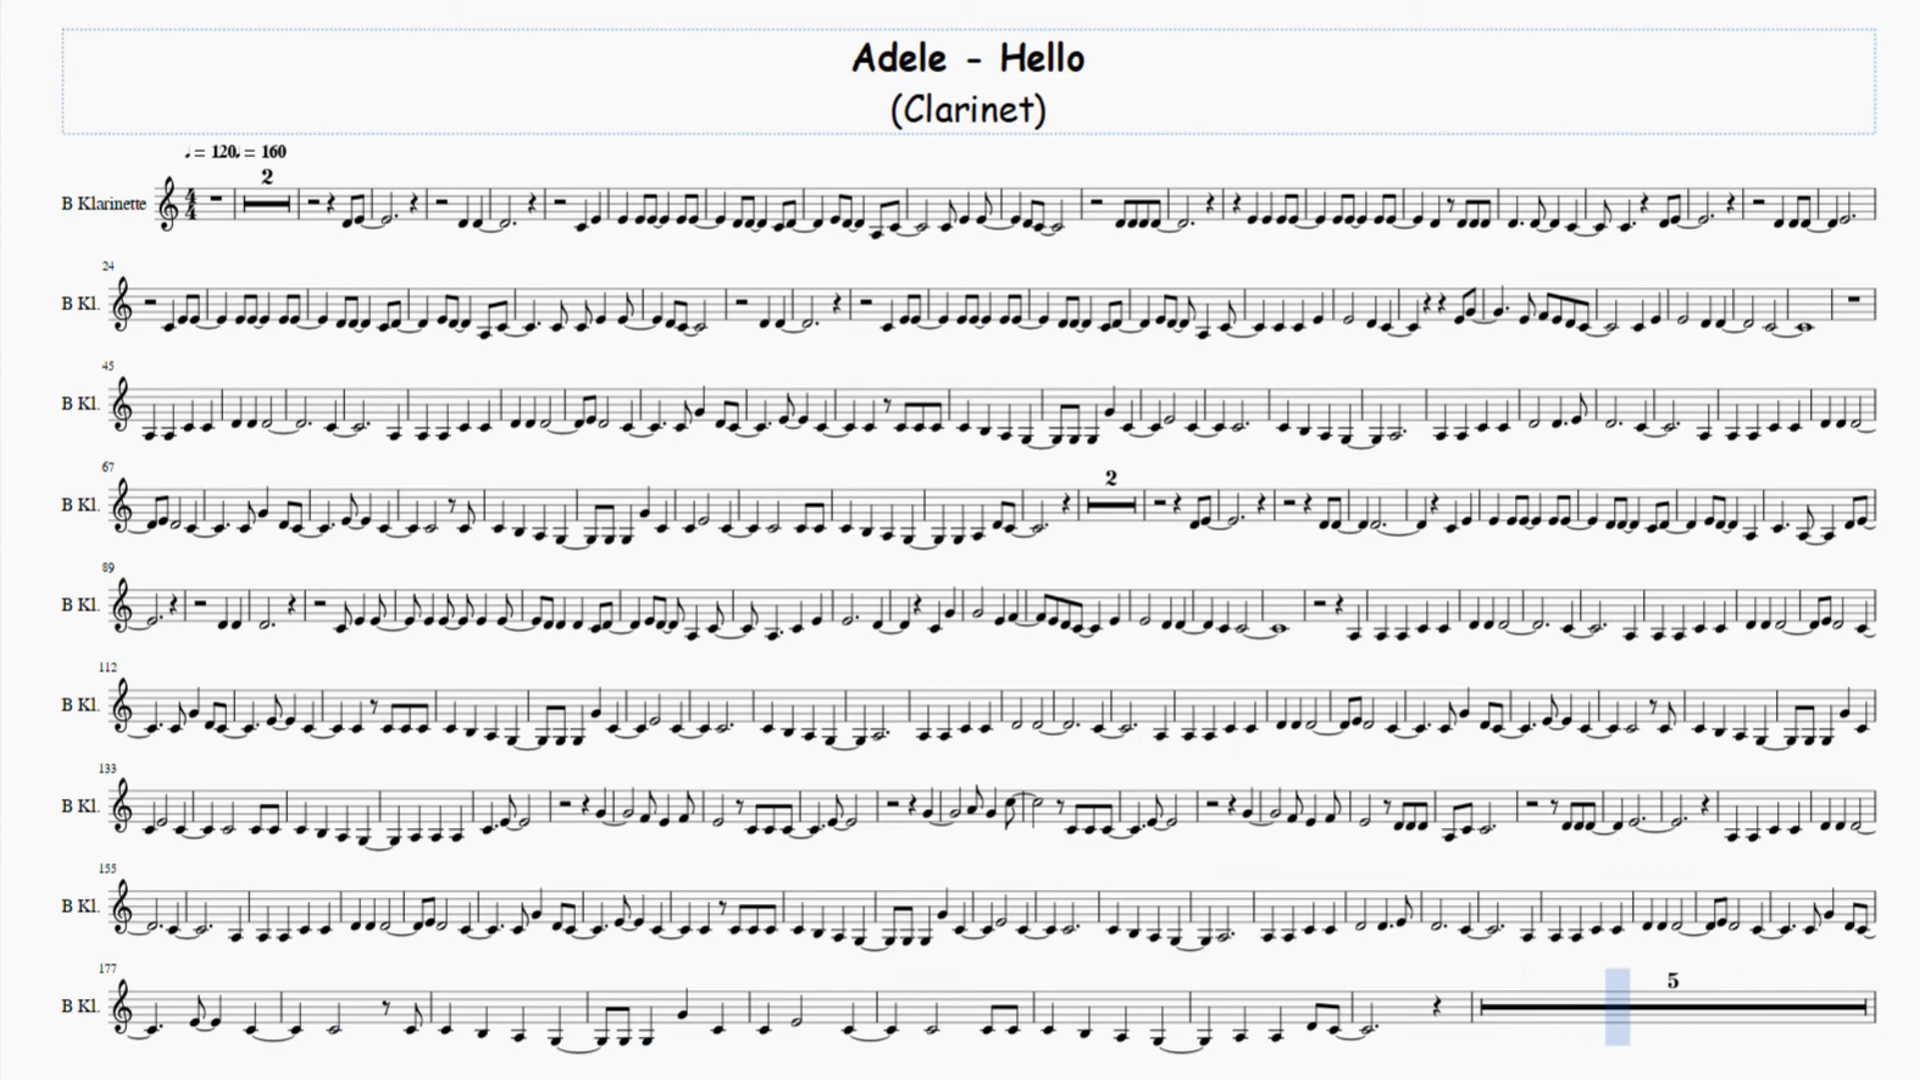 Adele - Hello
(Clarinet)
♩= 120♩= 160
2
B Klarinette
24
B Kl.
45
B Kl.
67
2
B Kl.
89
B Kl.
112
B Kl.
133
B Kl.
155
B Kl.
177
5
B Kl.